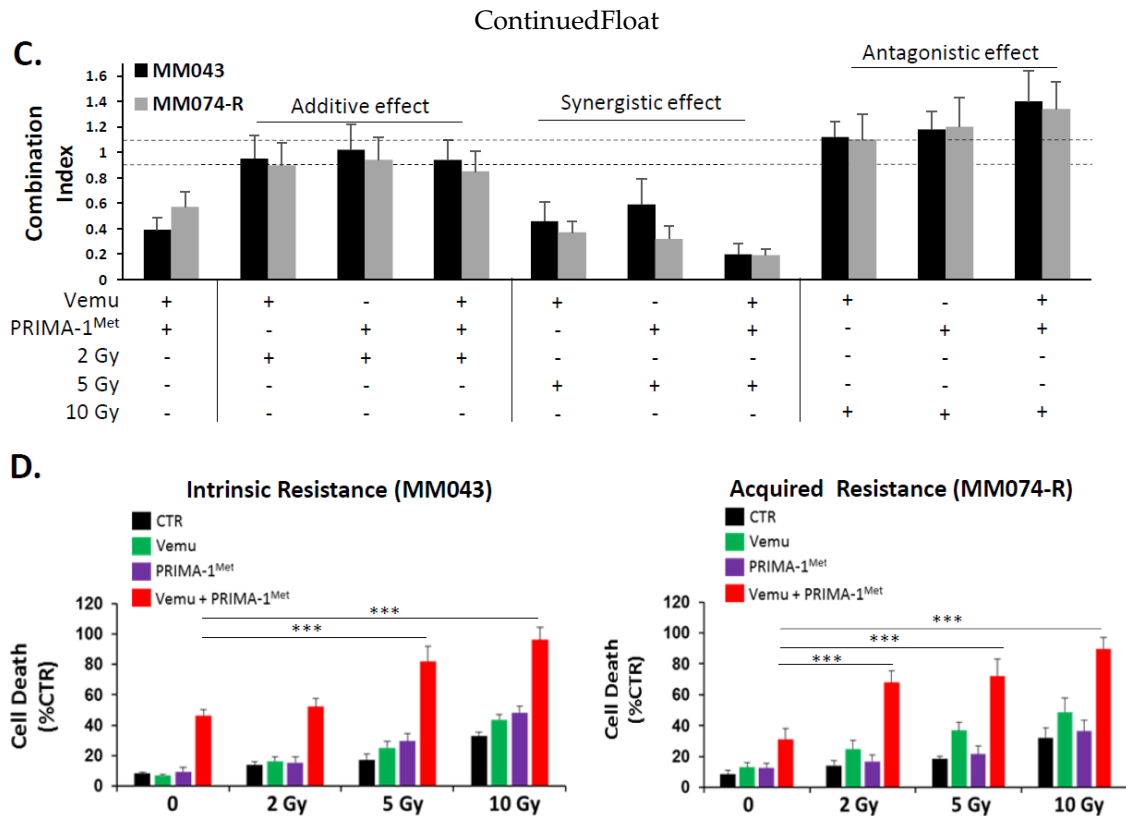 ContinuedFloat
C.
MM043
MM074-R
Additive effect
Synergistic effect
Antagonistic effect
Combination
Index
1.6
1.4
1.2
1
0.8
0.6
0.4
0.2
0
Vemu + + - + + - + + - +
PRIMA-1Met + - + + - + + - + +
2 Gy - + + + - - - - - -
5 Gy - - - - + + + - - -
10 Gy - - - - - - - + + +
D.
Intrinsic Resistance (MM043)
CTR
Vemu
PRIMA-1Met
Vemu + PRIMA-1Met
Cell Death
(%CTR)
120
100
80
60
40
20
0
***
***
0 2 Gy 5 Gy 10 Gy
Acquired Resistance (MM074-R)
CTR
Vemu
PRIMA-1Met
Vemu + PRIMA-1Met
Cell Death
(%CTR)
120
100
80
60
40
20
0
***
***
***
0 2 Gy 5 Gy 10 Gy